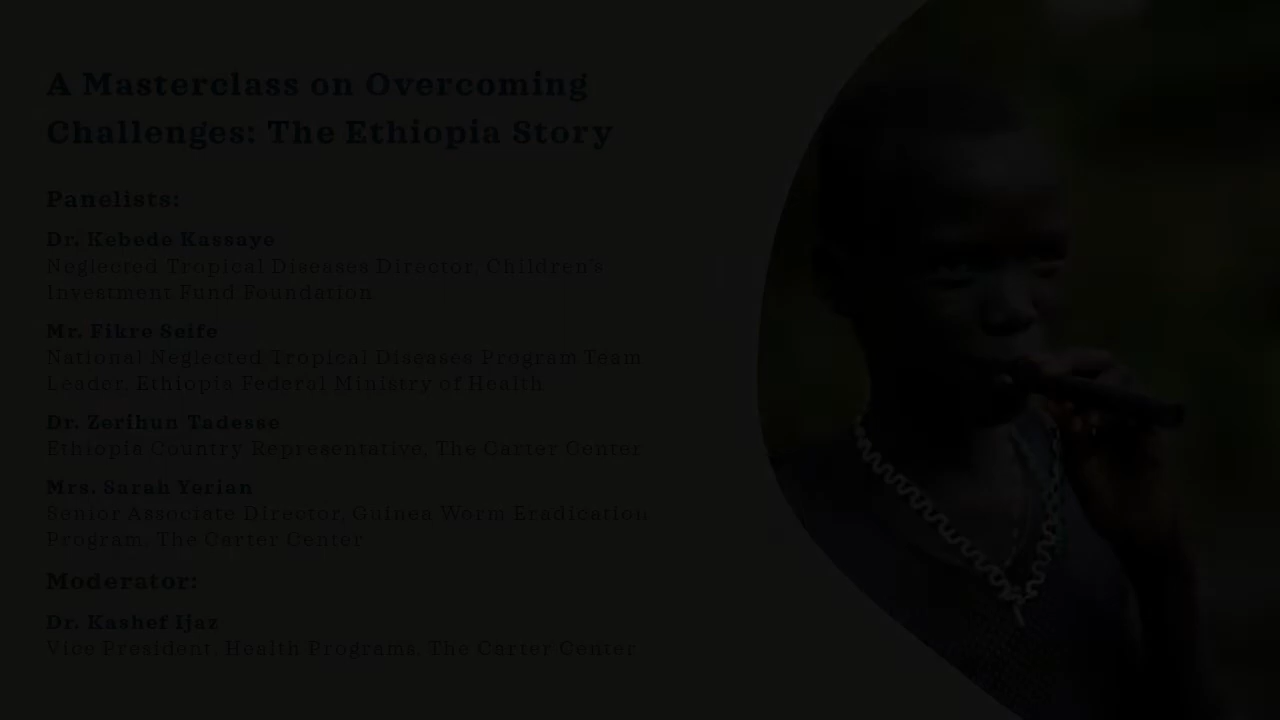 A Masterclass on Overcoming
Challenges: The Ethiopia Story
Panelists:
Dr. Kebede Kassaye
Neglected Tropical Diseases Director, Children's
Investment Fund Foundation
Mr. Fikre Seife
National Neglected Tropical Diseases Program Team
Leader, Ethiopia Federal Ministry of Health
Dr. Zerihun Tadesse
Ethiopia Country Representative, The Carter Center
Mrs. Sarah Yerian
Senior Associate Director, Guinea Worm Eradication
Program, The Carter Center
Moderator:
Dr. Kashef Ijaz
Vice President, Health Programs, The Carter Center